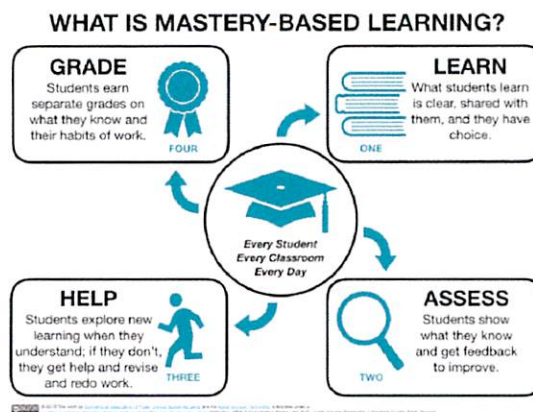 WHAT IS MASTERY-BASED LEARNING?
GRADE
Students earn
separate grades on
what they know and
their habits of work.
FOUR
LEARN
What students learn
is clear, shared with
them, and they have
choice.
ONE
Every Student
Every Classroom
Every Day
HELP
Students explore new
learning when they
understand; if they don't,
they get help and revise
and redo work.
THREE
ASSESS
Students show
what they know
and get feedback
to improve.
TWO